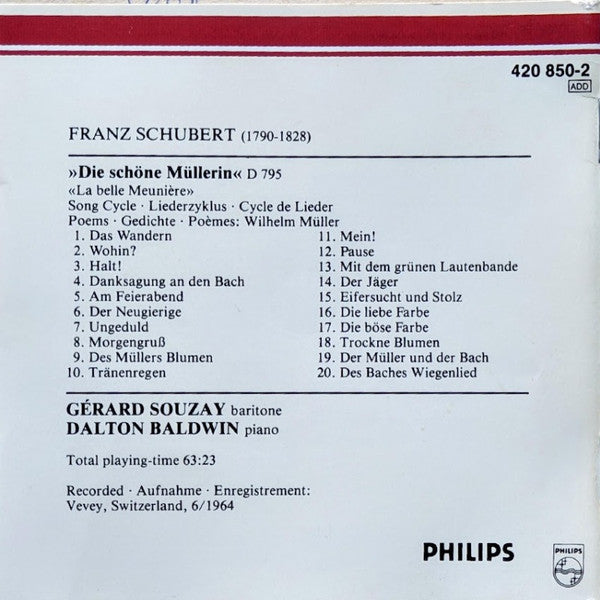 420 850-2
ADD
FRANZ SCHUBERT (1790-1828)
»Die schöne Müllerin« D 795
«La belle Meunière»
Song Cycle · Liederzyklus · Cycle de Lieder
Poems · Gedichte · Poèmes: Wilhelm Müller
1. Das Wandern
2. Wohin?
3. Halt!
4. Danksagung an den Bach
5. Am Feierabend
6. Der Neugierige
7. Ungeduld
8. Morgengruß
9. Des Müllers Blumen
10. Tränenregen
11. Mein!
12. Pause
13. Mit dem grünen Lautenbande
14. Der Jäger
15. Eifersucht und Stolz
16. Die liebe Farbe
17. Die böse Farbe
18. Trockne Blumen
19. Der Müller und der Bach
20. Des Baches Wiegenlied
GÉRARD SOUZAY baritone
DALTON BALDWIN piano
Total playing-time 63:23
Recorded · Aufnahme · Enregistrement:
Vevey, Switzerland, 6/1964
PHILIPS
PHILIPS